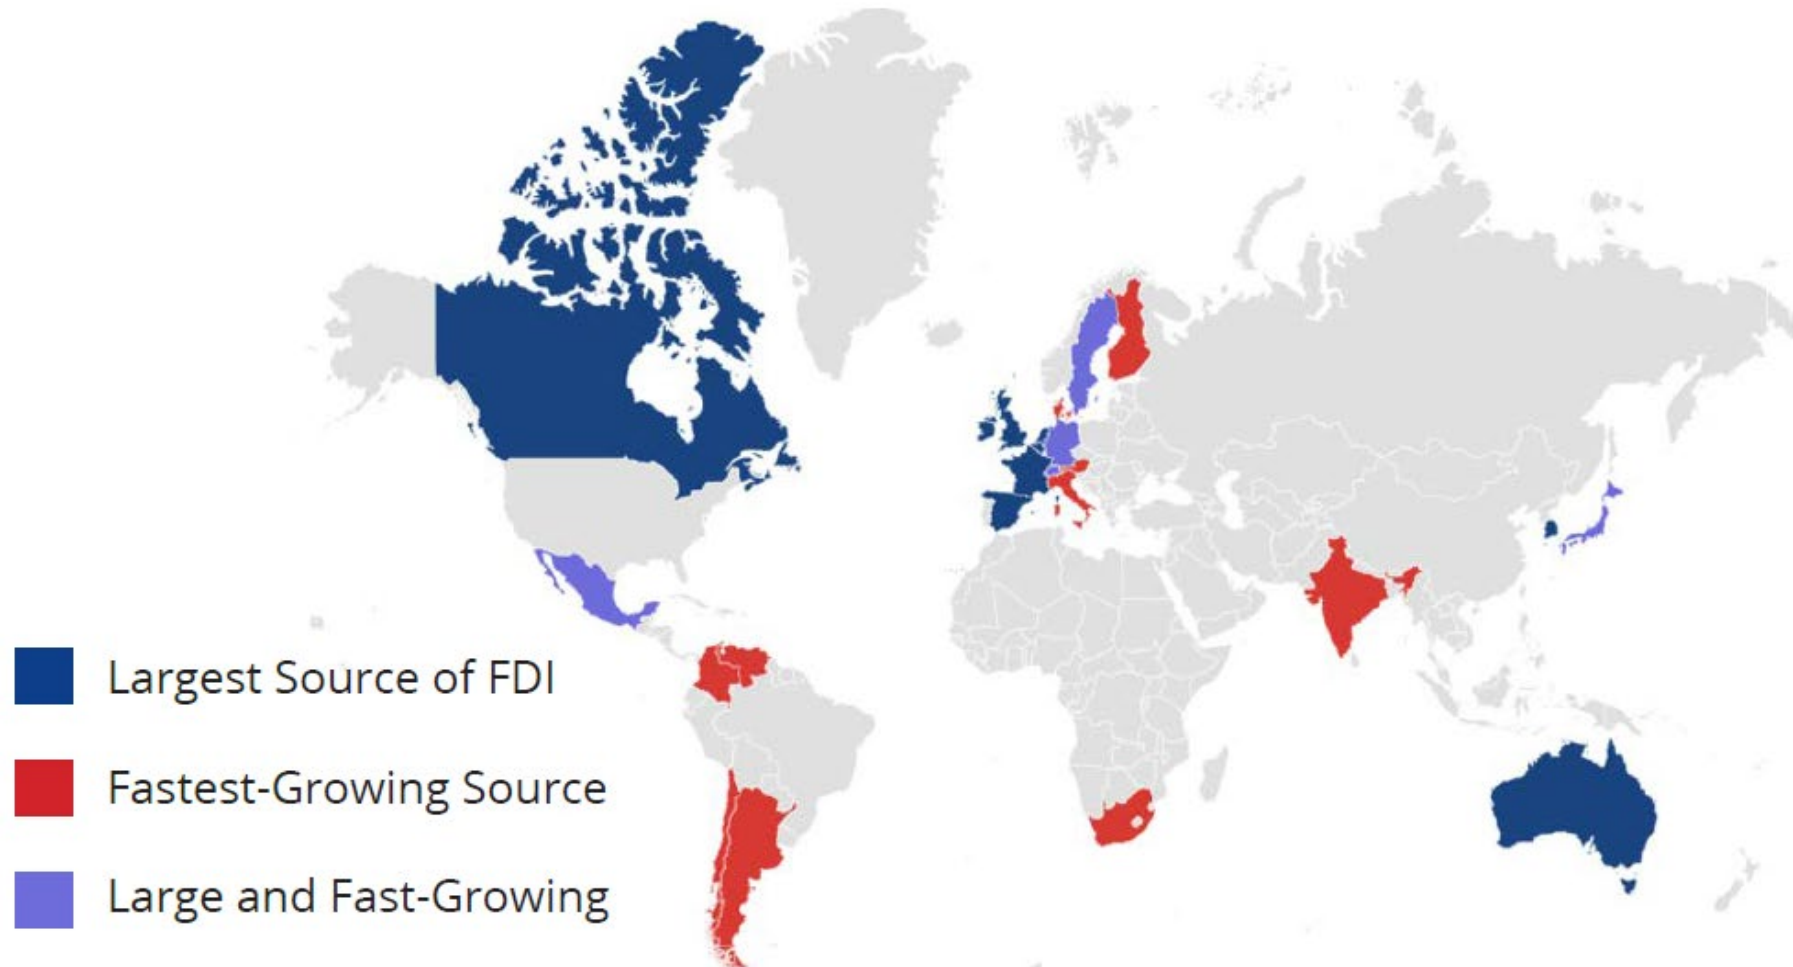 Largest Source of FDI
Fastest-Growing Source
Large and Fast-Growing